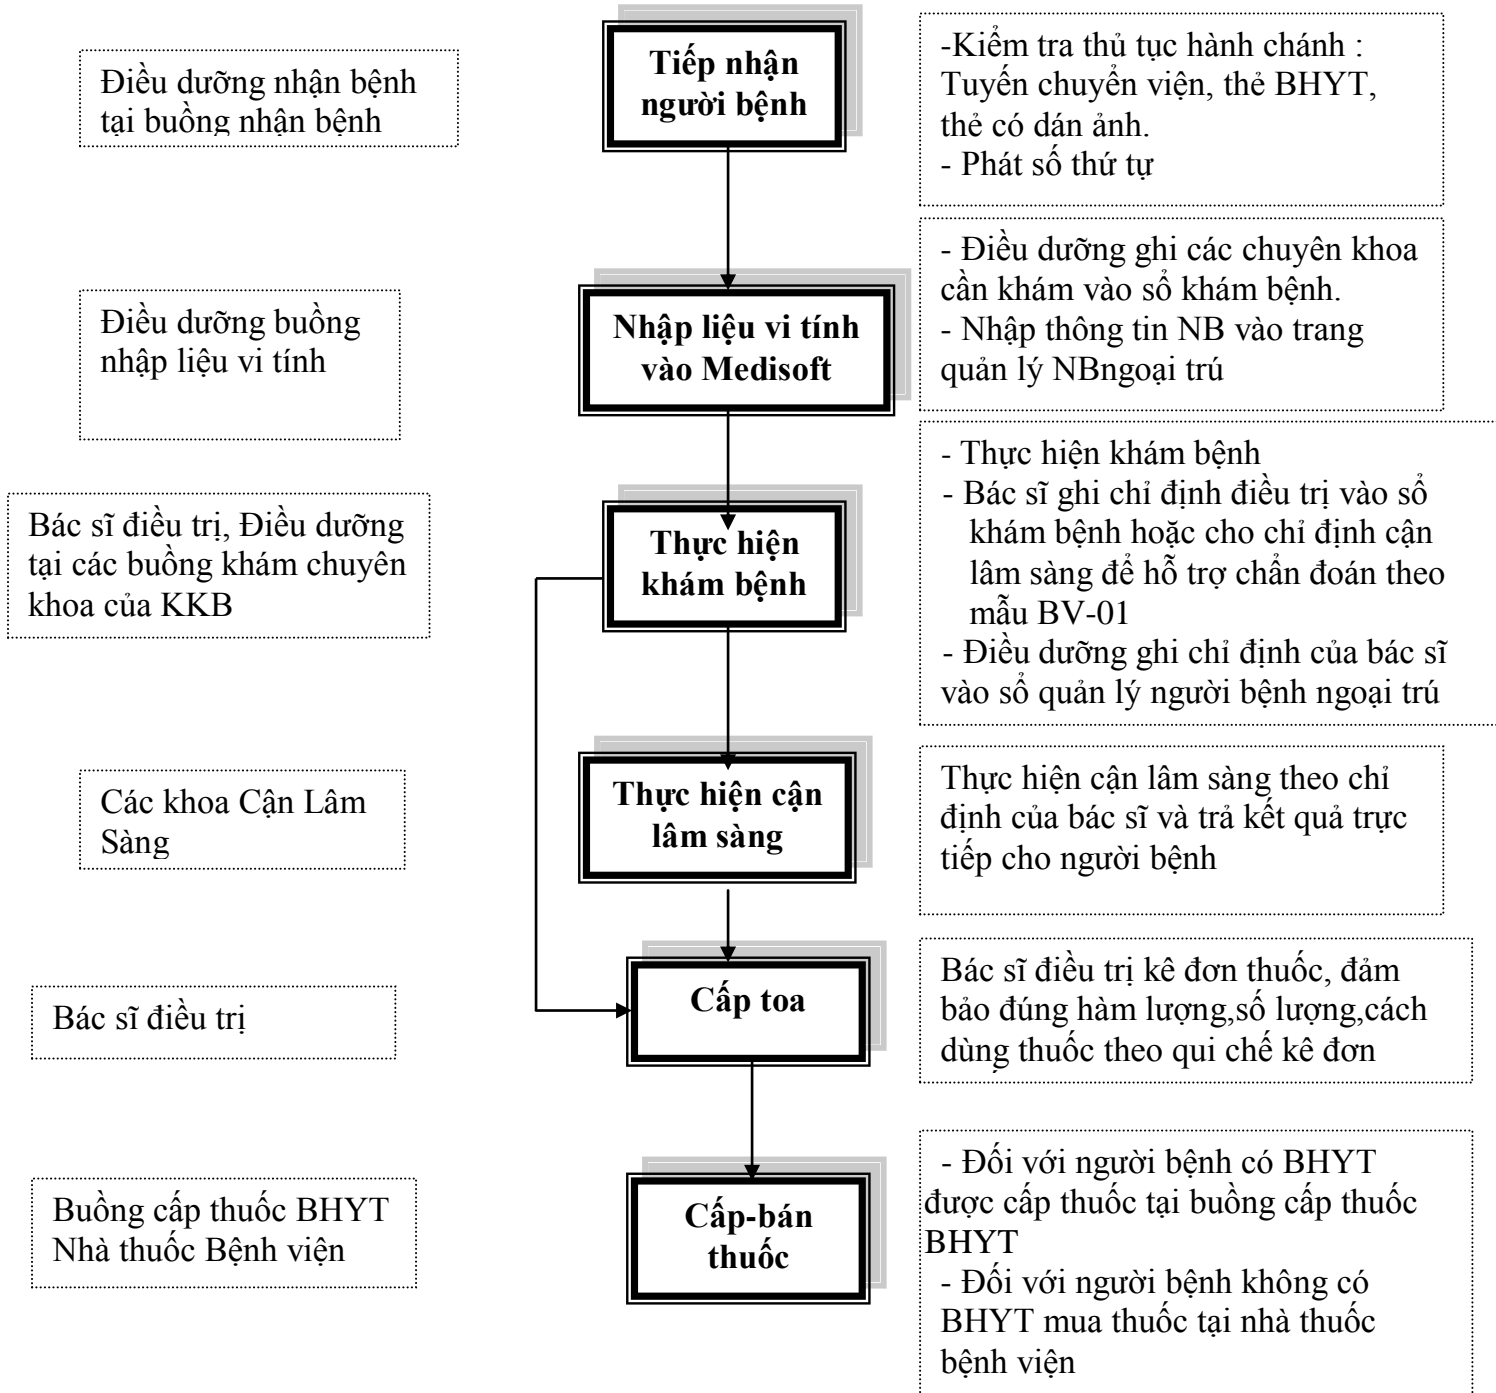 Điều dưỡng nhận bệnh
tại buồng nhận bệnh
Tiếp nhận
người bệnh
-Kiểm tra thủ tục hành chánh :
Tuyến chuyển viện, thẻ BHYT,
thẻ có dán ảnh.
- Phát số thứ tự
Điều dưỡng buồng
nhập liệu vi tính
Nhập liệu vi tính
vào Medisoft
- Điều dưỡng ghi các chuyên khoa
cần khám vào sổ khám bệnh.
- Nhập thông tin NB vào trang
quản lý NBngoại trú
Bác sĩ điều trị, Điều dưỡng
tại các buồng khám chuyên
khoa của KKB
Thực hiện
khám bệnh
- Thực hiện khám bệnh
- Bác sĩ ghi chỉ định điều trị vào sổ
khám bệnh hoặc cho chỉ định cận
lâm sàng để hỗ trợ chẩn đoán theo
mẫu BV-01
- Điều dưỡng ghi chỉ định của bác sĩ
vào sổ quản lý người bệnh ngoại trú
Các khoa Cận Lâm
Sàng
Thực hiện cận
lâm sàng
Thực hiện cận lâm sàng theo chỉ
định của bác sĩ và trả kết quả trực
tiếp cho người bệnh
Bác sĩ điều trị
Cấp toa
Bác sĩ điều trị kê đơn thuốc, đảm
bảo đúng hàm lượng,số lượng,cách
dùng thuốc theo qui chế kê đơn
Buồng cấp thuốc BHYT
Nhà thuốc Bệnh viện
Cấp-bán
thuốc
- Đối với người bệnh có BHYT
được cấp thuốc tại buồng cấp thuốc
BHYT
- Đối với người bệnh không có
BHYT mua thuốc tại nhà thuốc
bệnh viện